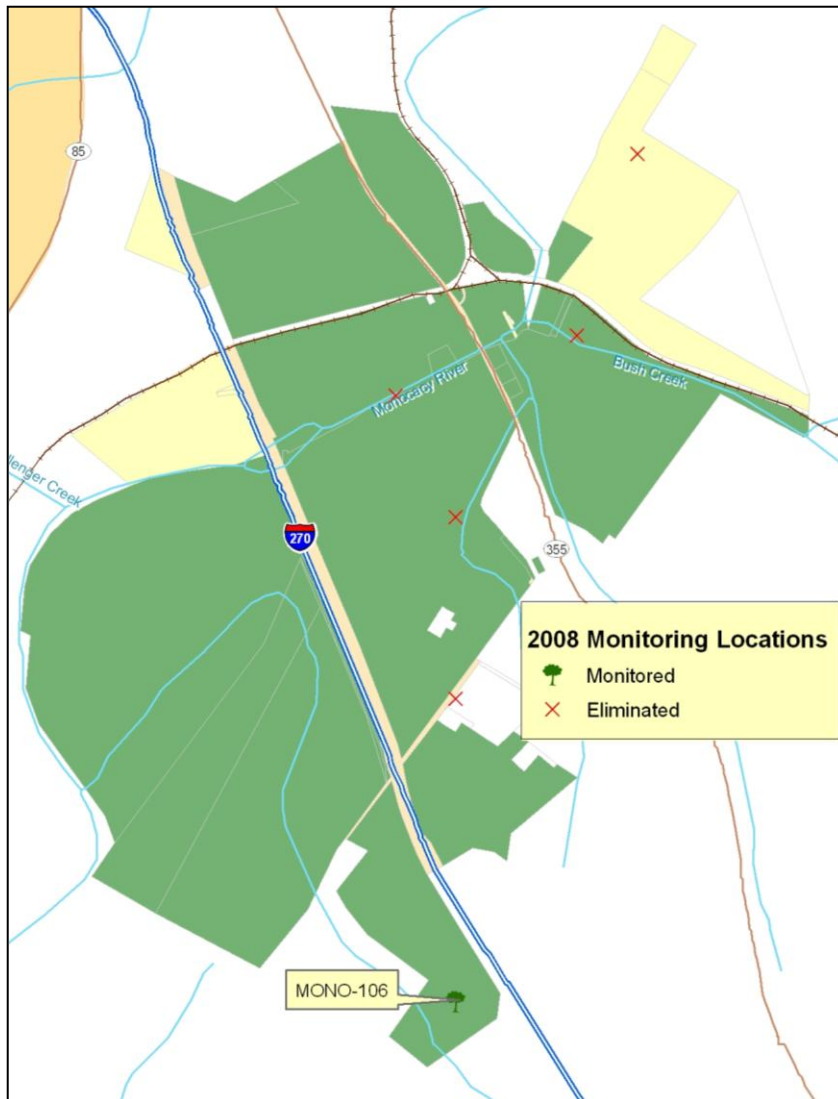 85
Monocacy River
Bush Creek
llenger Creek
270
355
2008 Monitoring Locations
Monitored
Eliminated
MONO-106